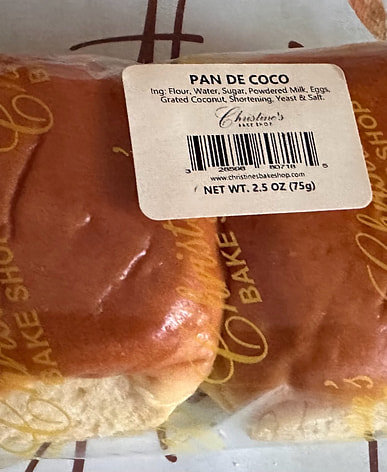 PAN DE COCO
Ing: Flour, Water, Sugar, Powdered Milk, Eggs,
Grated Coconut, Shortening, Yeast & Salt.
Christine's
BAKE SHOP
www.christinesbakeshop.com
NET WT. 2.5 OZ (75g)
BAKE SHOP
Christ
BAKE